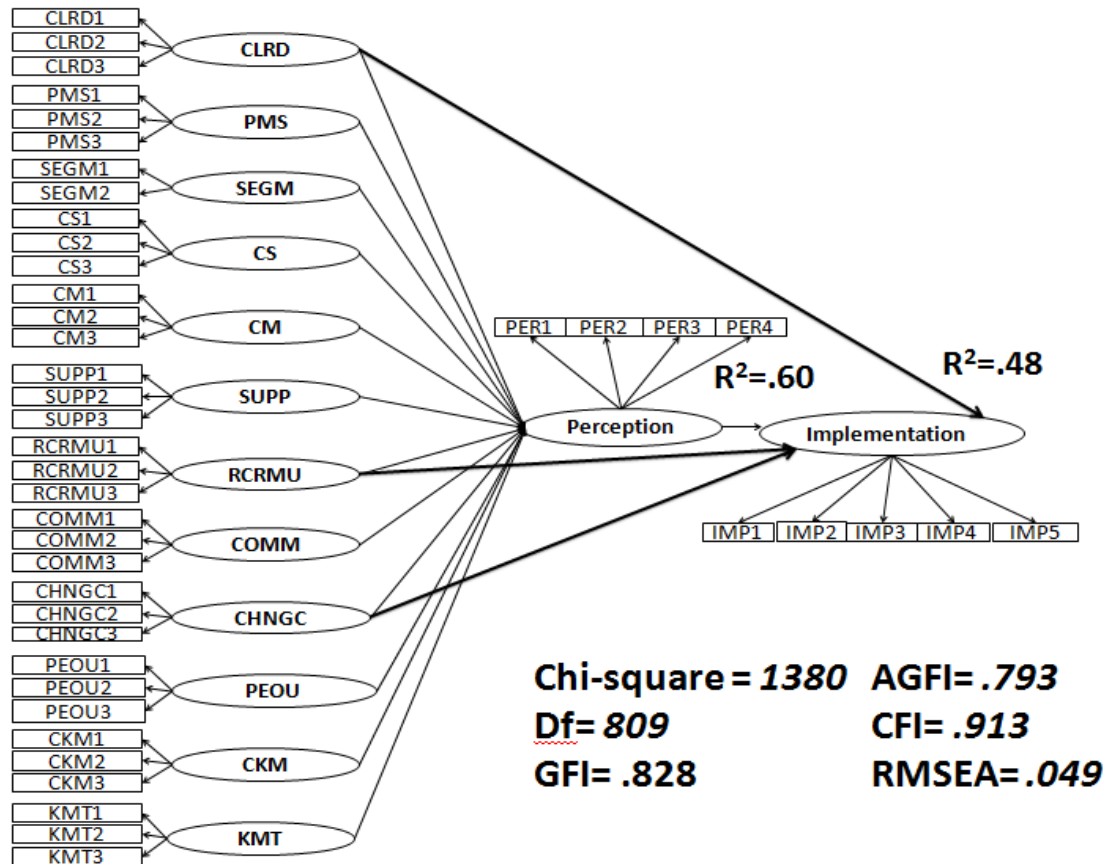 CLRD1
CLRD2
CLRD3
CLRD
PMS1
PMS2
PMS3
PMS
SEGM1
SEGM2
SEGM
CS1
CS2
CS3
CS
CM1
CM2
CM3
CM
SUPP1
SUPP2
SUPP3
SUPP
RCRMU1
RCRMU2
RCRMU3
RCRMU
COMM1
COMM2
COMM3
COMM
CHNGC1
CHNGC2
CHNGC3
CHNGC
PEOU1
PEOU2
PEOU3
PEOU
CKM1
CKM2
CKM3
CKM
KMT1
KMT2
KMT3
KMT
PER1 PER2 PER3 PER4
R²=.60
R²=.48
Perception
Implementation
IMP1 IMP2 IMP3 IMP4 IMP5
Chi-square = 1380 AGFI= .793
Df= 809 CFI= .913
GFI= .828 RMSEA= .049